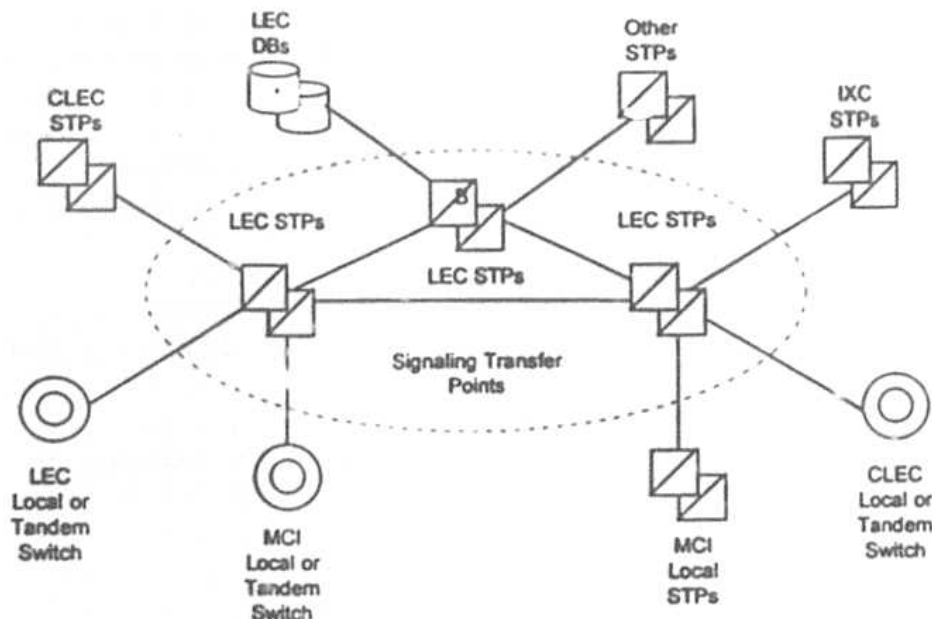 LEC
DBs
Other
STPs
CLEC
STPs
IXC
STPs
S
LEC STPs
LEC STPs
LEC STPs
Signaling Transfer
Points
LEC
Local or
Tandem
Switch
MCI
Local or
Tandem
Switch
MCI
Local
STPs
CLEC
Local or
Tandem
Switch